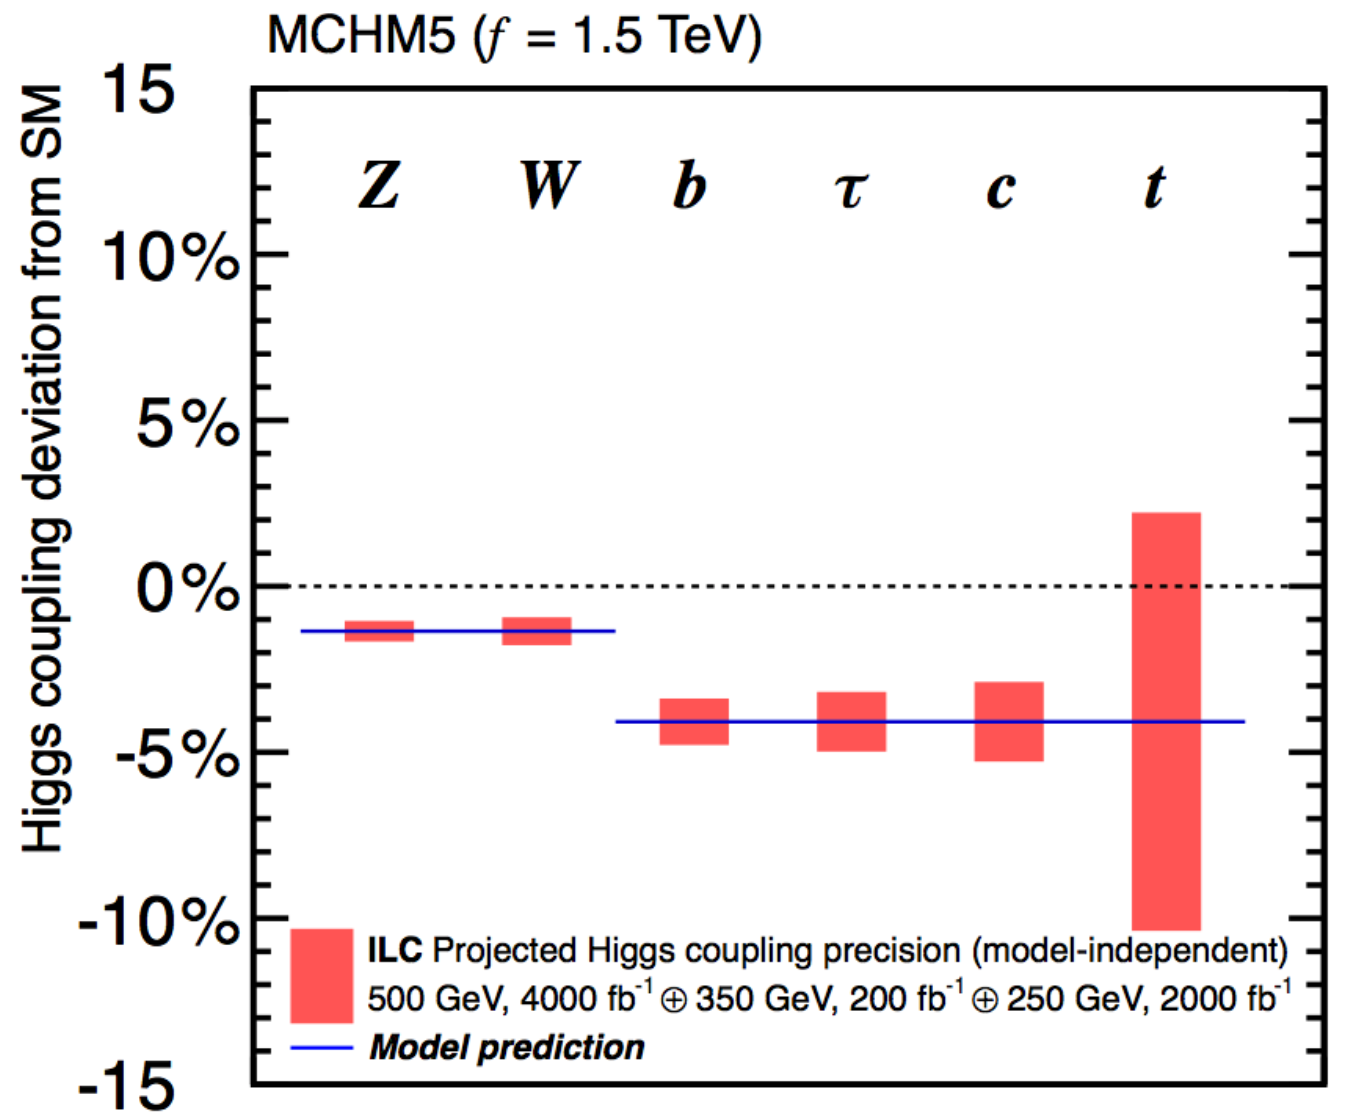 MCHM5 (f = 1.5 TeV)
Higgs coupling deviation from SM
15
10%
5%
0%
-5%
-10%
-15
Z W b τ c t
ILC Projected Higgs coupling precision (model-independent)
500 GeV, 4000 fb⁻¹ ⊕ 350 GeV, 200 fb⁻¹ ⊕ 250 GeV, 2000 fb⁻¹
Model prediction